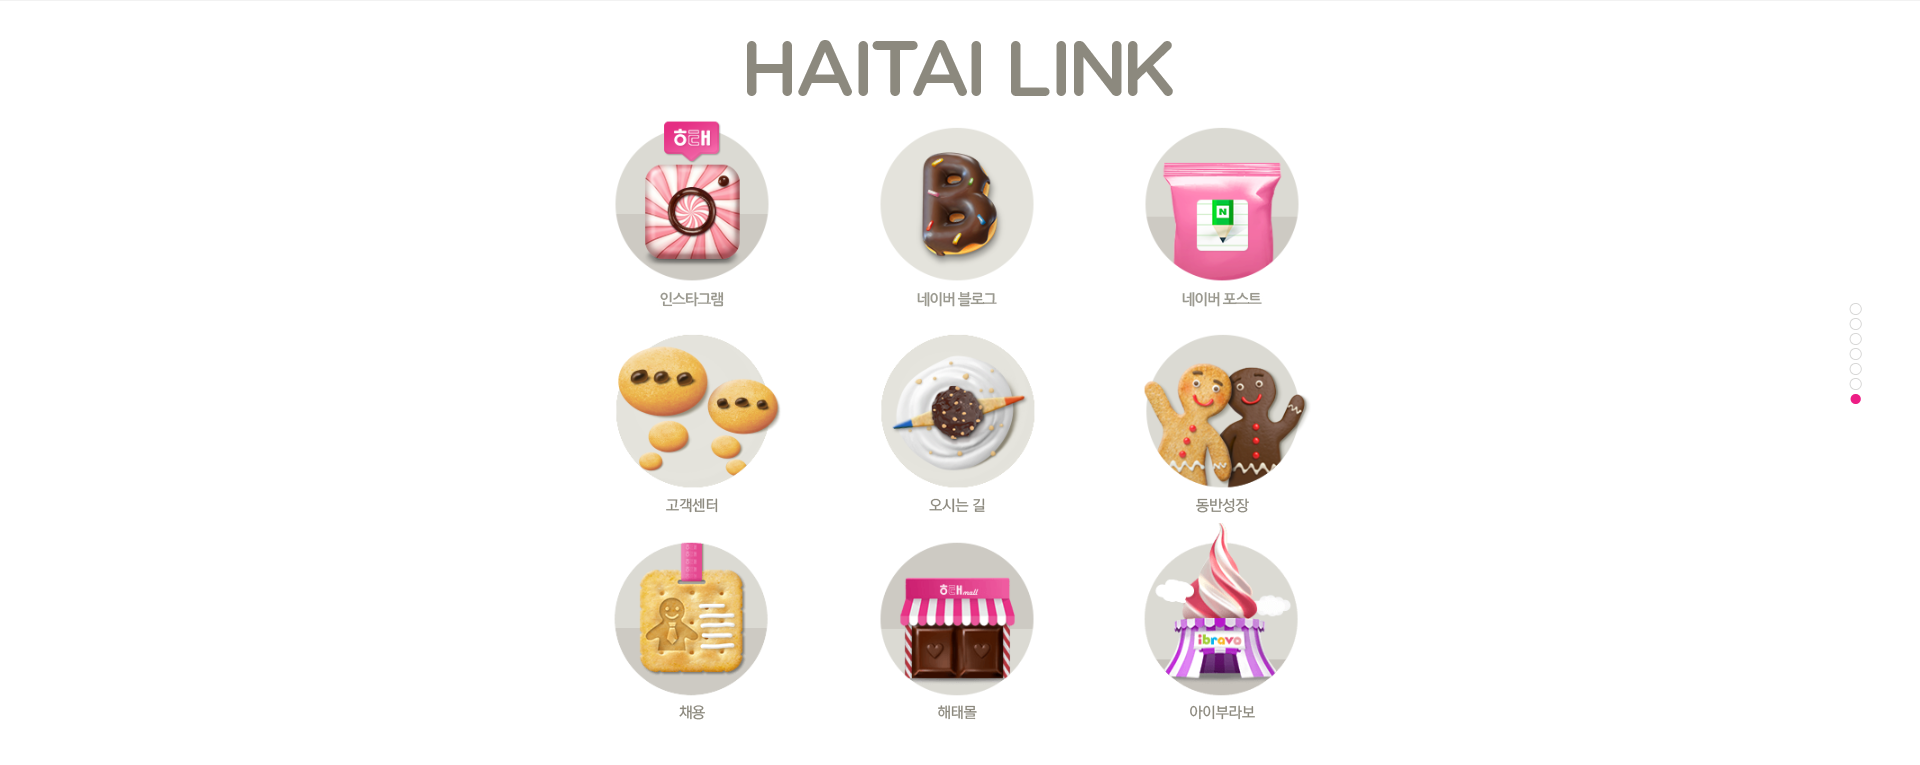 HAITAI LINK
해태
B
N
인스타그램
네이버 블로그
네이버 포스트
고객센터
오시는 길
동반성장
해태mall
ibravo
채용
해태몰
아이부라보